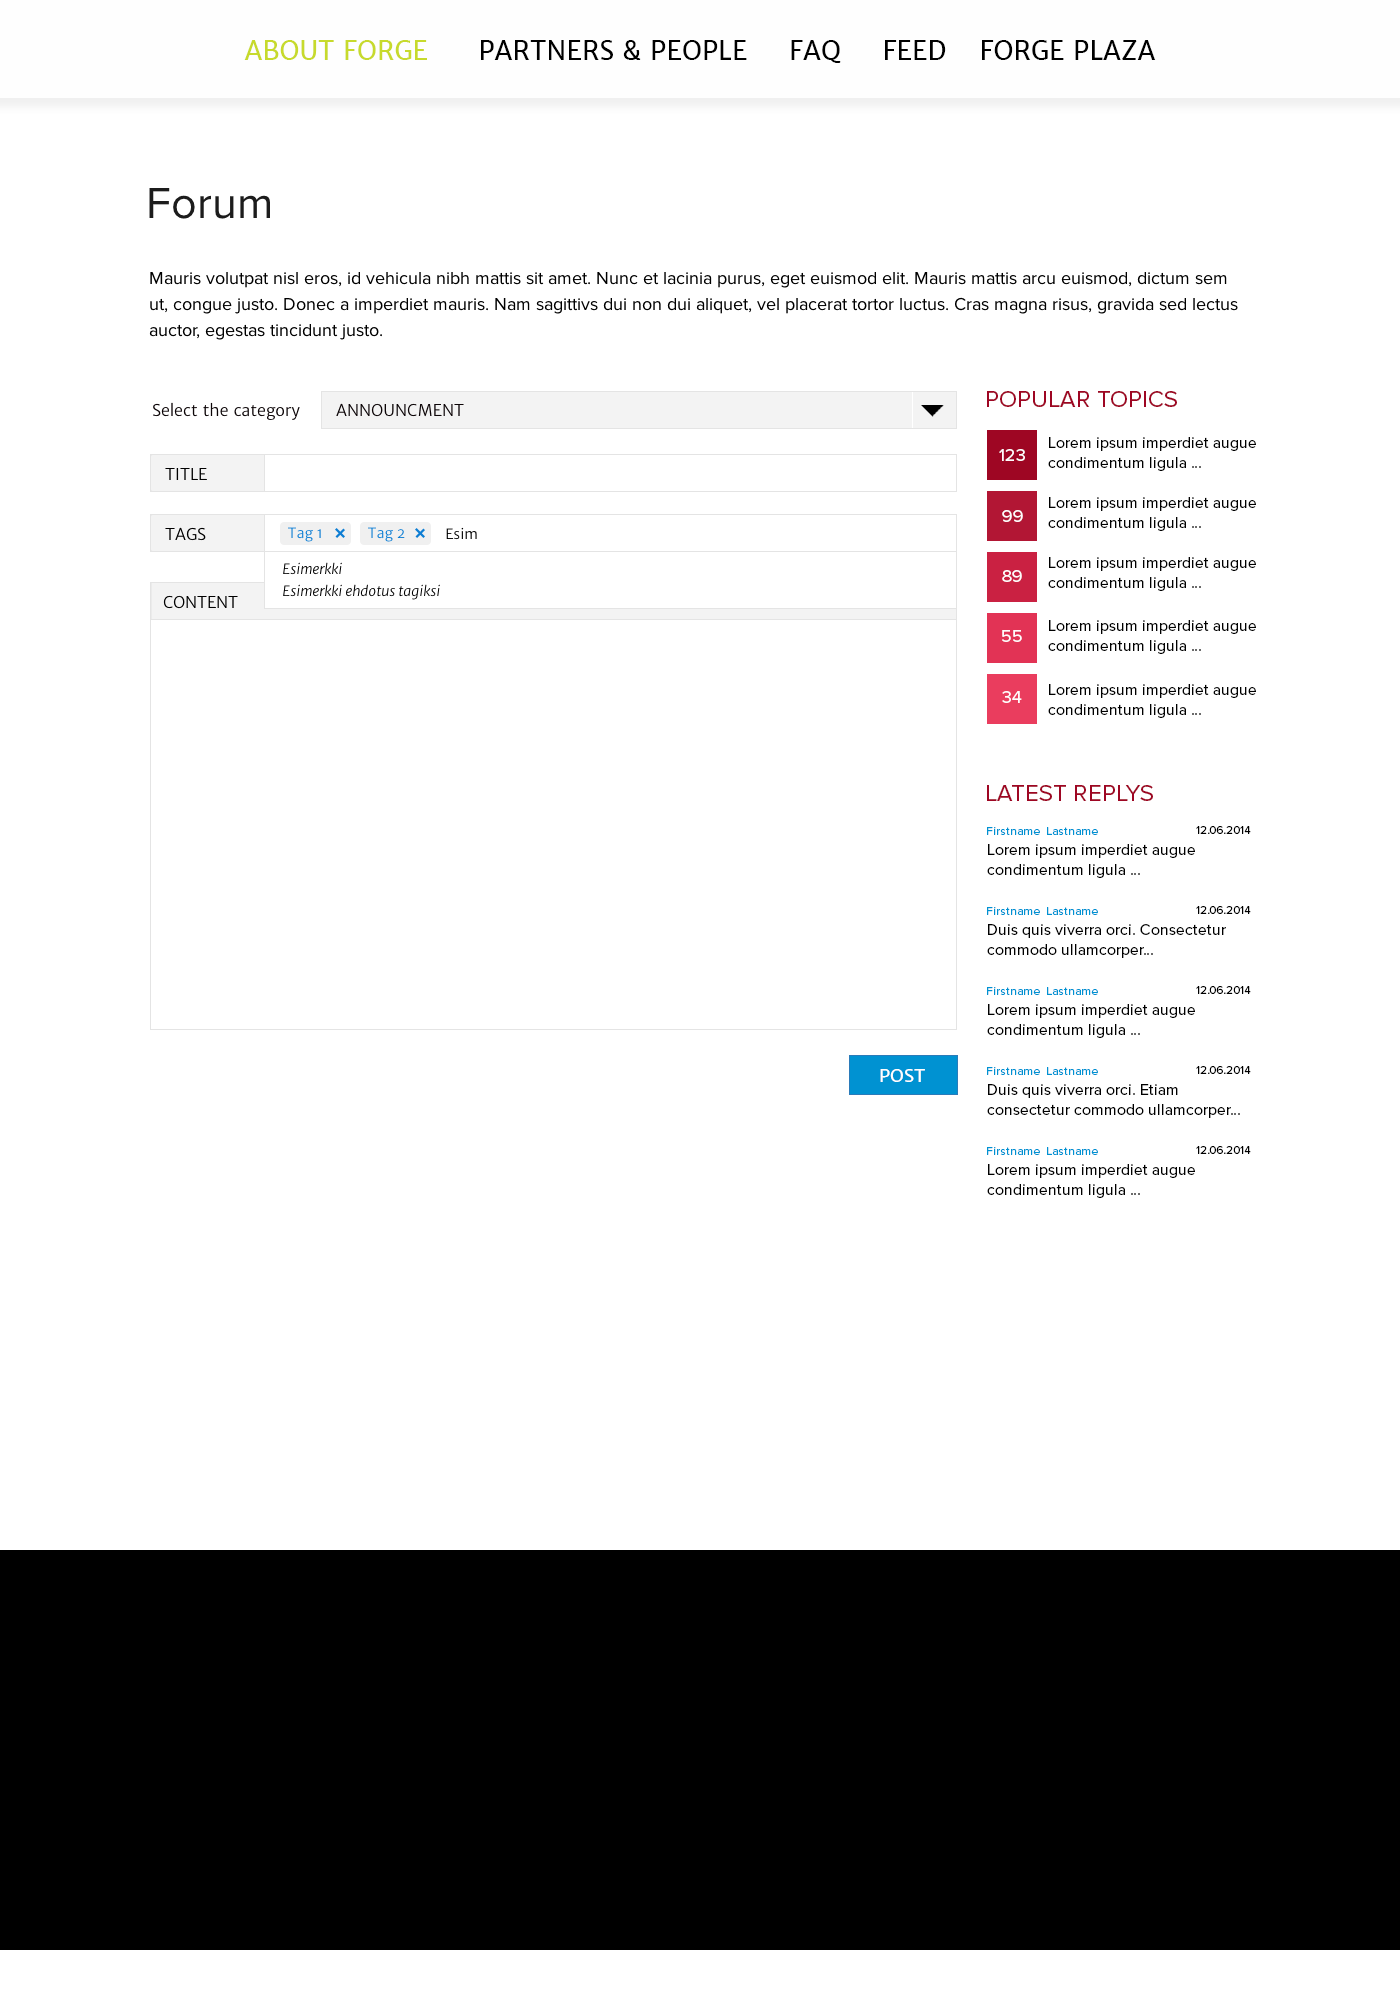 ABOUT FORGE PARTNERS & PEOPLE FAQ FEED FORGE PLAZA
Forum
Mauris volutpat nisl eros, id vehicula nibh mattis sit amet. Nunc et lacinia purus, eget euismod elit. Mauris mattis arcu euismod, dictum sem
ut, congue justo. Donec a imperdiet mauris. Nam sagittivs dui non dui aliquet, vel placerat tortor luctus. Cras magna risus, gravida sed lectus
auctor, egestas tincidunt justo.
Select the category ANNOUNCMENT
TITLE
TAGS Tag 1 × Tag 2 × Esim
Esimerkki
Esimerkki ehdotus tagiksi
CONTENT
POST
POPULAR TOPICS
123 Lorem ipsum imperdiet augue
condimentum ligula ...
99 Lorem ipsum imperdiet augue
condimentum ligula ...
89 Lorem ipsum imperdiet augue
condimentum ligula ...
55 Lorem ipsum imperdiet augue
condimentum ligula ...
34 Lorem ipsum imperdiet augue
condimentum ligula ...
LATEST REPLYS
Firstname Lastname 12.06.2014
Lorem ipsum imperdiet augue
condimentum ligula ...
Firstname Lastname 12.06.2014
Duis quis viverra orci. Consectetur
commodo ullamcorper...
Firstname Lastname 12.06.2014
Lorem ipsum imperdiet augue
condimentum ligula ...
Firstname Lastname 12.06.2014
Duis quis viverra orci. Etiam
consectetur commodo ullamcorper...
Firstname Lastname 12.06.2014
Lorem ipsum imperdiet augue
condimentum ligula ...